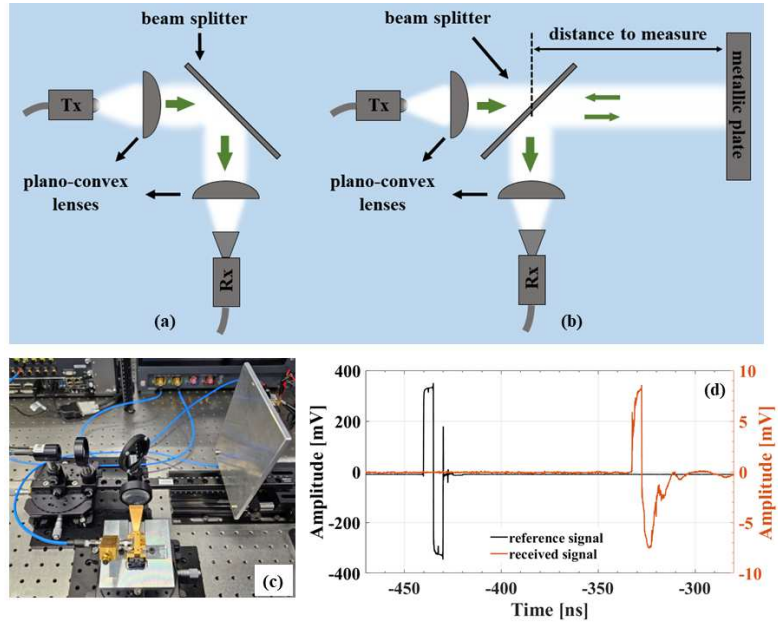 beam splitter
Tx
plano-convex
lenses
Rx
(a)
beam splitter
distance to measure
Tx
metallic plate
plano-convex
lenses
Rx
(b)
(c)
(d)
400
200
0
-200
-400
Amplitude [mV]
10
5
0
-5
-10
Amplitude [mV]
reference signal
received signal
-450
-400
-350
-300
Time [ns]